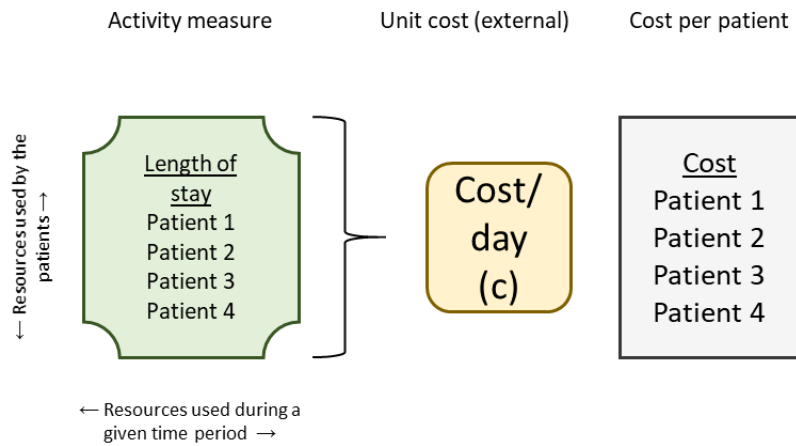 Activity measure
Unit cost (external)
Cost per patient
← Resources used by the
patients →
Length of
stay
Patient 1
Patient 2
Patient 3
Patient 4
Cost/
day
(c)
Cost
Patient 1
Patient 2
Patient 3
Patient 4
← Resources used during a
given time period →